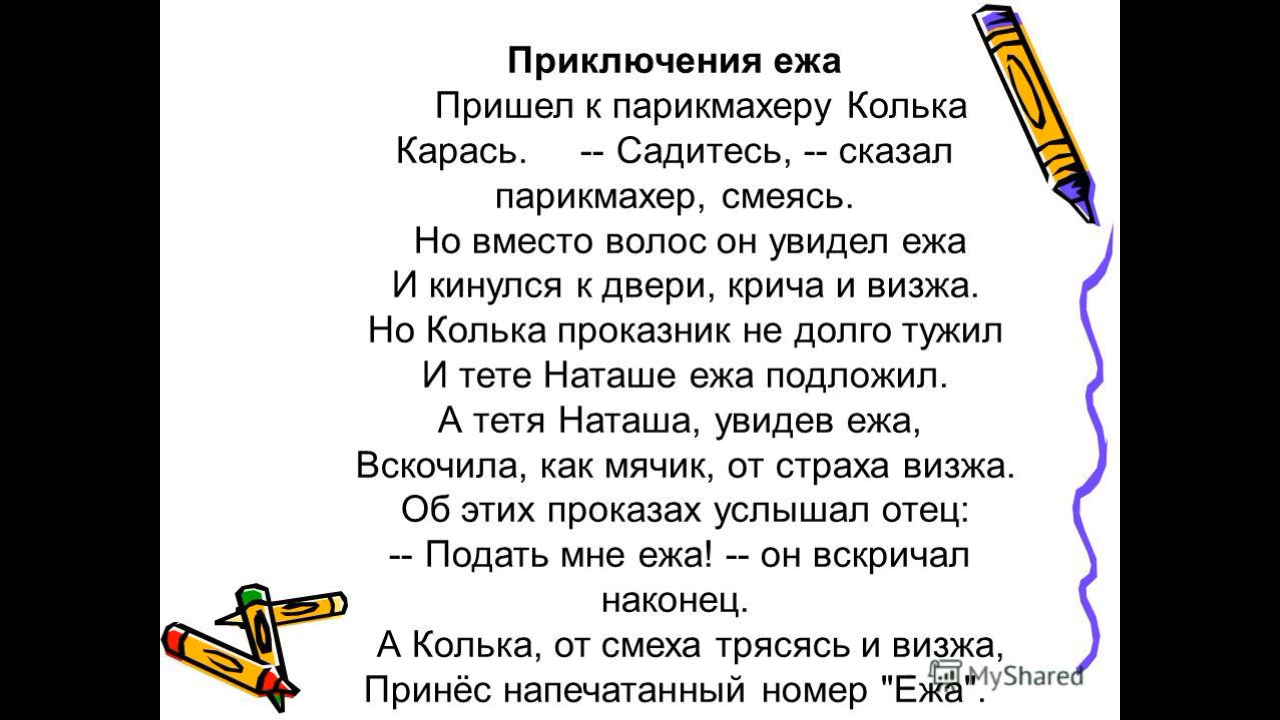 Приключения ежа
Пришел к парикмахеру Колька
Карась. -- Садитесь, -- сказал
парикмахер, смеясь.
Но вместо волос он увидел ежа
И кинулся к двери, крича и визжа.
Но Колька проказник не долго тужил
И тете Наташе ежа подложил.
А тетя Наташа, увидев ежа,
Вскочила, как мячик, от страха визжа.
Об этих проказах услышал отец:
-- Подать мне ежа! -- он вскричал
наконец.
А Колька, от смеха трясясь и визжа,
Принёс напечатанный номер "Ежа".
MyShared